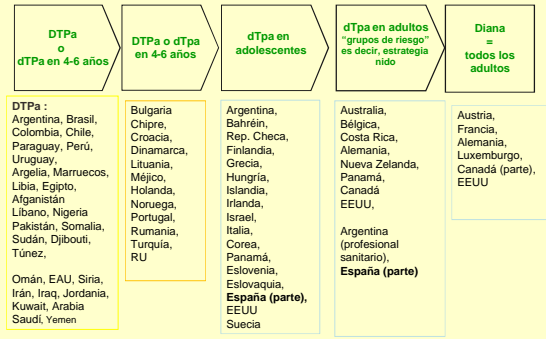 DTPa
o
dTPa en 4-6 años
DTPa o dTpa
en 4-6 años
dTpa en
adolescentes
dTpa en adultos
“grupos de riesgo”
es decir, estrategia
nido
Diana
=
todos los
adultos
DTPa :
Argentina, Brasil,
Colombia, Chile,
Paraguay, Perú,
Uruguay,
Argelia, Marruecos,
Libia, Egipto,
Afganistán
Líbano, Nigeria
Pakistán, Somalia,
Sudán, Djibouti,
Túnez,
Omán, EAU, Siria,
Irán, Iraq, Jordania,
Kuwait, Arabia
Saudí, Yemen
Bulgaria
Chipre,
Croacia,
Dinamarca,
Lituania,
Méjico,
Holanda,
Noruega,
Portugal,
Rumania,
Turquía,
RU
Argentina,
Bahréin,
Rep. Checa,
Finlandia,
Grecia,
Hungría,
Islandia,
Irlanda,
Israel,
Italia,
Corea,
Panamá,
Eslovenia,
Eslovaquia,
España (parte),
EEUU
Suecia
Australia,
Bélgica,
Costa Rica,
Alemania,
Nueva Zelanda,
Panamá,
Canadá
EEUU,
Argentina
(profesional
sanitario),
España (parte)
Austria,
Francia,
Alemania,
Luxemburgo,
Canadá (parte),
EEUU